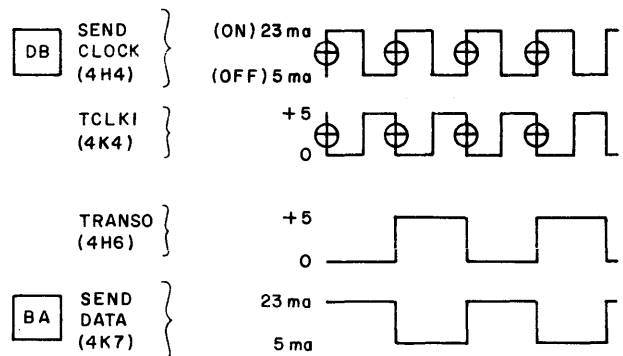 DB
SEND
CLOCK
(4H4)
(ON) 23 ma
(OFF) 5 ma
TCLKI
(4K4)
+5
0
TRANSO
(4H6)
+5
0
BA
SEND
DATA
(4K7)
23 ma
5 ma